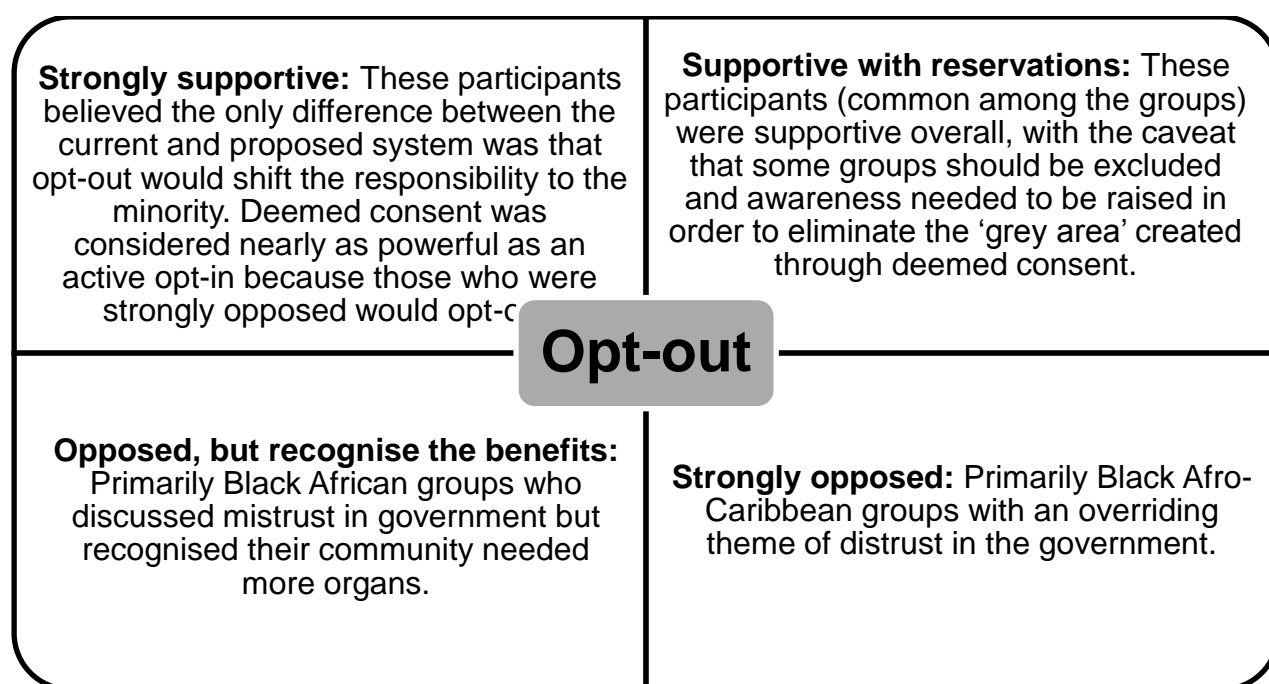 Strongly supportive: These participants
believed the only difference between the
current and proposed system was that
opt-out would shift the responsibility to the
minority. Deemed consent was
considered nearly as powerful as an
active opt-in because those who were
strongly opposed would
Supportive with reservations: These
participants (common among the groups)
were supportive overall, with the caveat
that some groups should be excluded
and awareness needed to be raised in
order to eliminate the ‘grey area’ created
through deemed consent.
Opt-out
Opposed, but recognise the benefits:
Primarily Black African groups who
discussed mistrust in government but
recognised their community needed
more organs.
Strongly opposed: Primarily Black Afro-
Caribbean groups with an overriding
theme of distrust in the government.